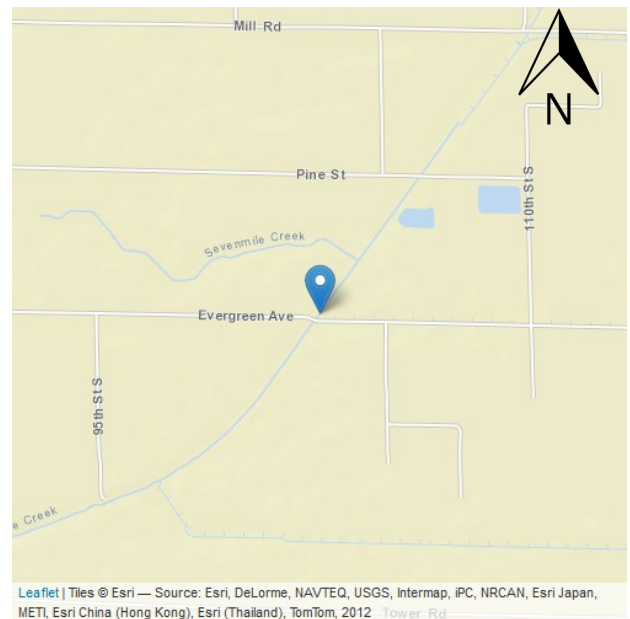 Mill Rd
N
Pine St
110th St S
Sevenmile Creek
Evergreen Ave
95th St S
e Creek
Leaflet | Tiles © Esri — Source: Esri, DeLorme, NAVTEQ, USGS, Intermap, iPC, NRCAN, Esri Japan,
METI, Esri China (Hong Kong), Esri (Thailand), TomTom, 2012 Tower Rd